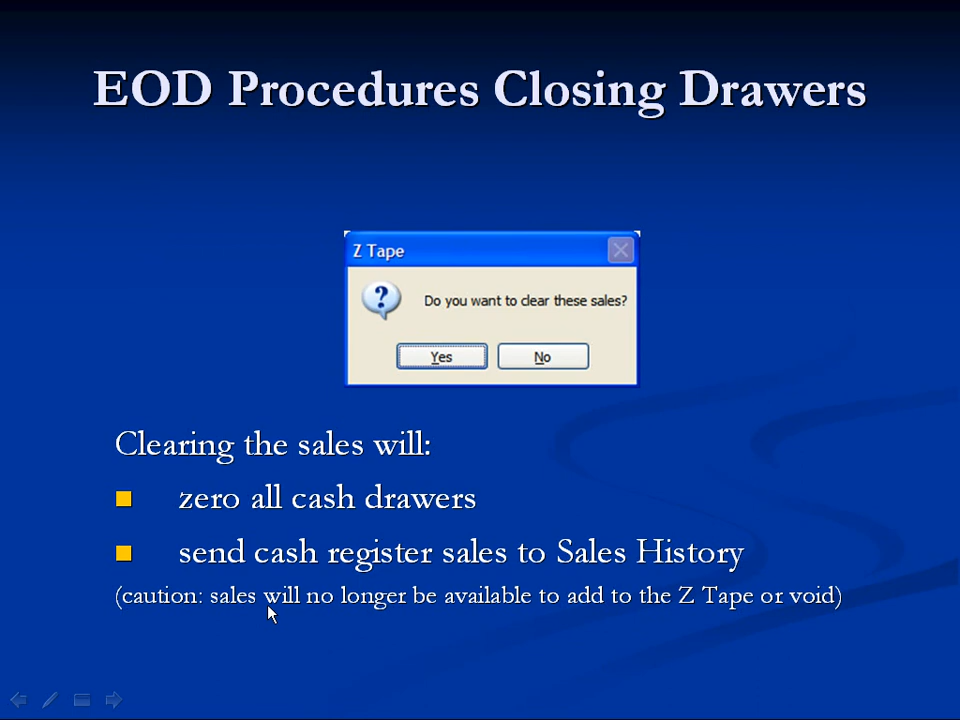 EOD Procedures Closing Drawers
Z Tape
Do you want to clear these sales?
Yes No
Clearing the sales will:
zero all cash drawers
send cash register sales to Sales History
(caution: sales will no longer be available to add to the Z Tape or void)